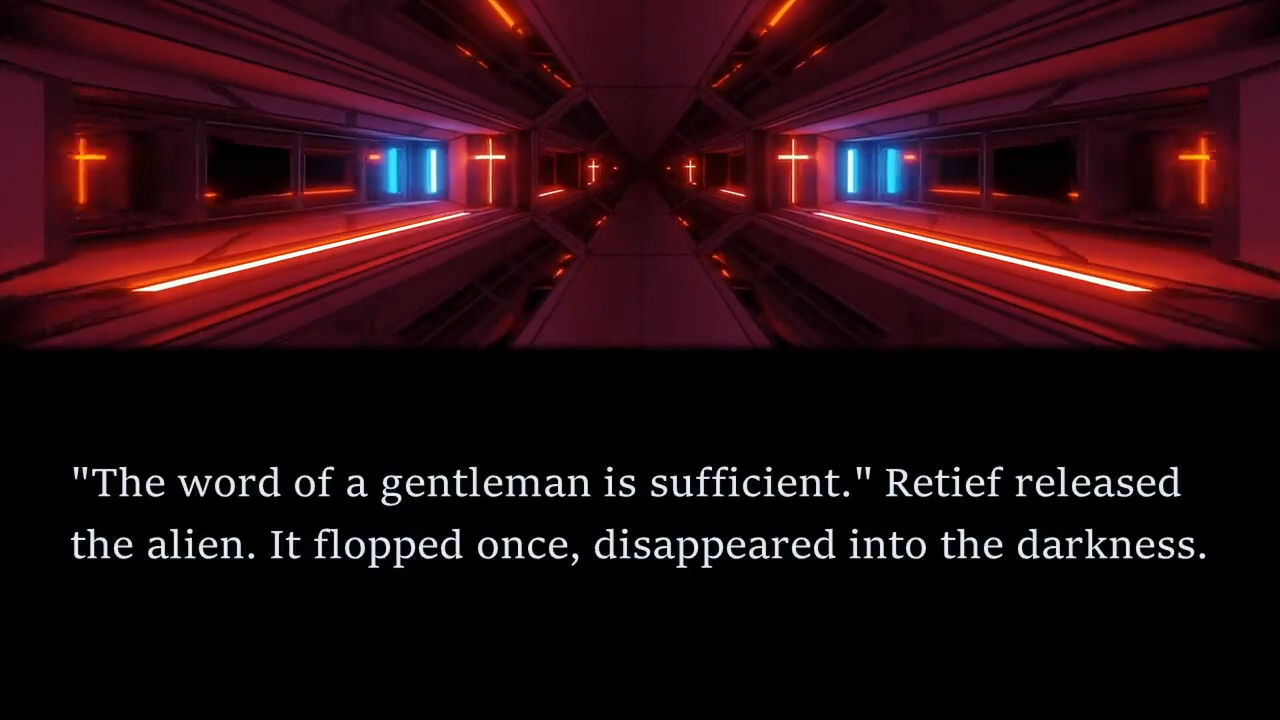 "The word of a gentleman is sufficient." Retief released
the alien. It flopped once, disappeared into the darkness.